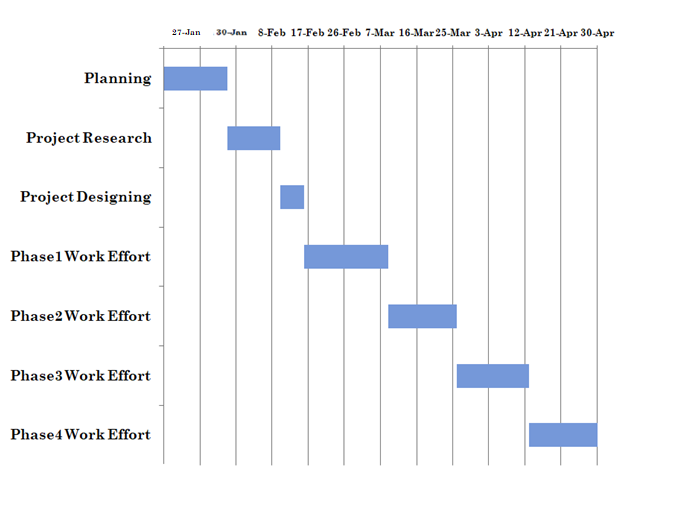 27-Jan 30-Jan 8-Feb 17-Feb 26-Feb 7-Mar 16-Mar 25-Mar 3-Apr 12-Apr 21-Apr 30-Apr
Planning
Project Research
Project Designing
Phase1 Work Effort
Phase2 Work Effort
Phase3 Work Effort
Phase4 Work Effort